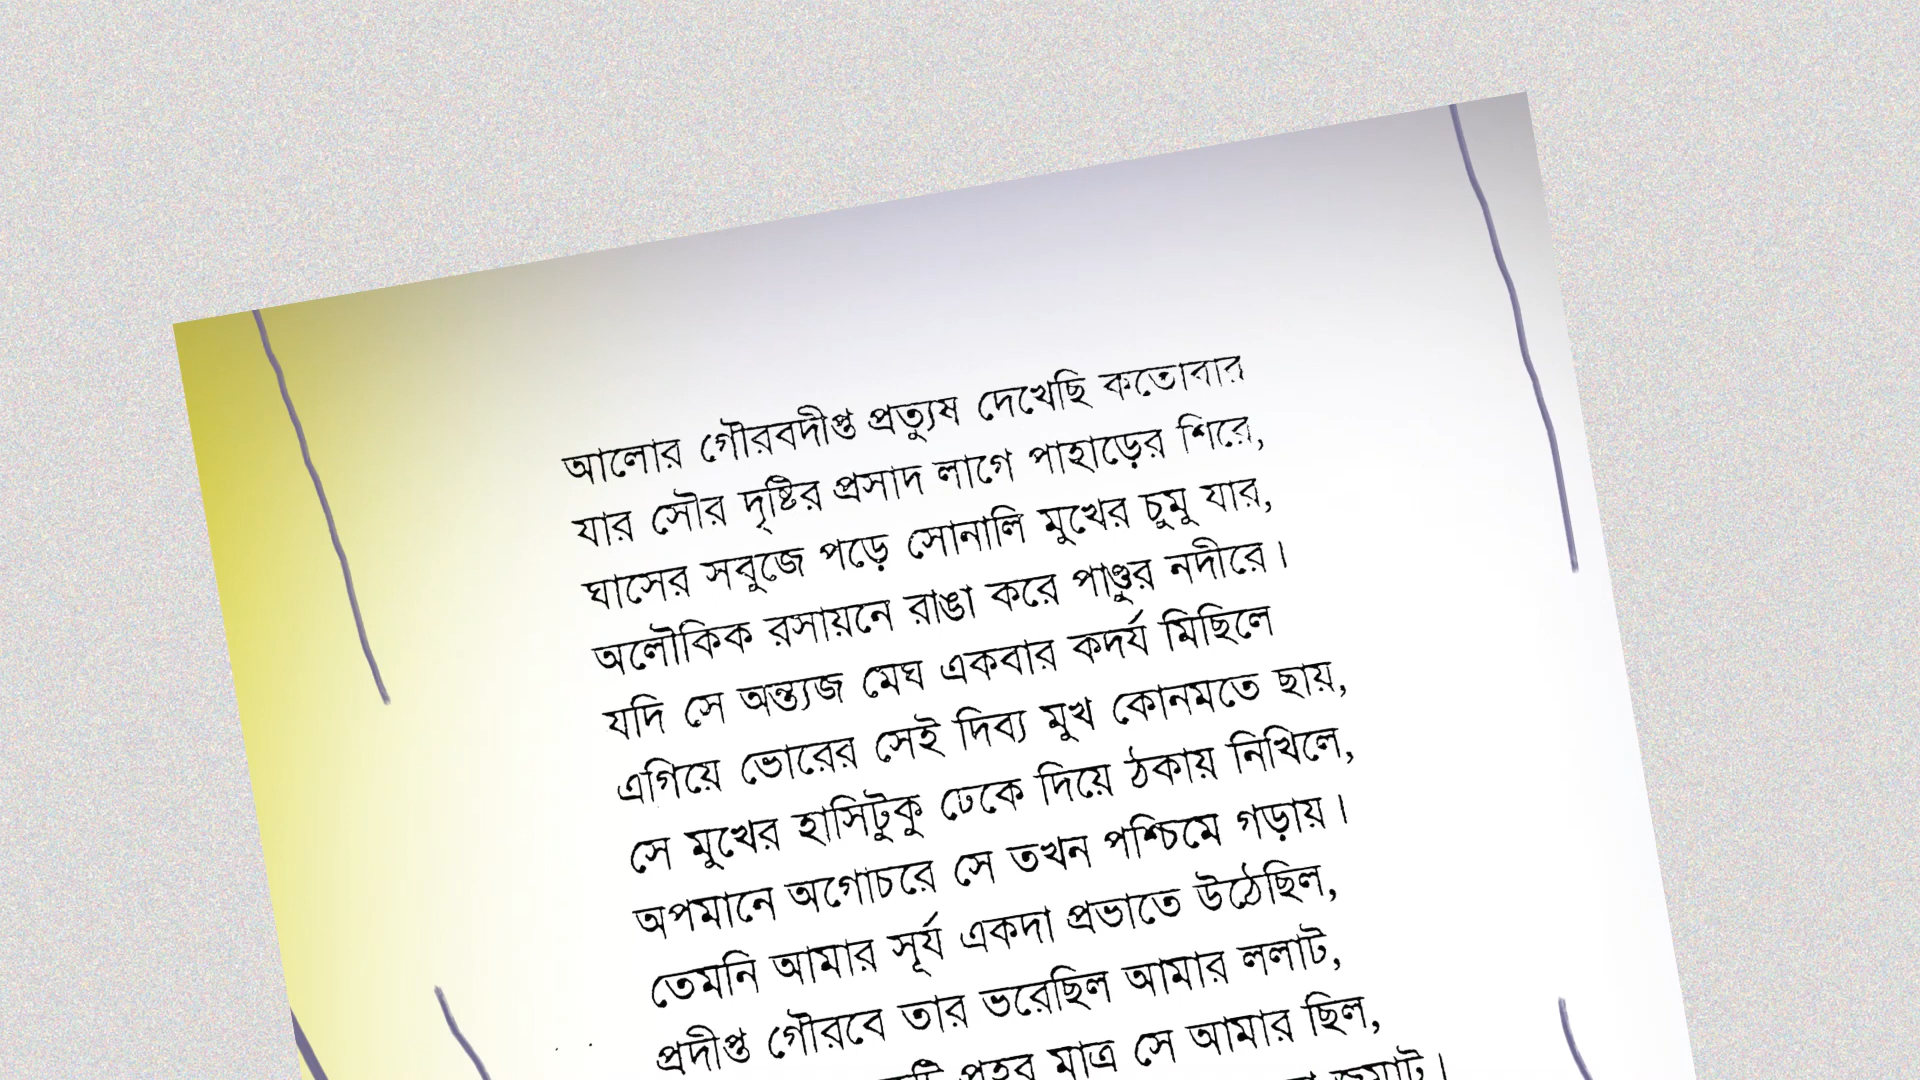 আলোর গৌরবদীপ্ত প্রত্যুষ দেখেছি কতোবার
যার সৌর দৃষ্টির প্রসাদ লাগে পাহাড়ের শিরে,
ঘাসের সবুজে পড়ে সোনালি মুখের চুমু যার,
অলৌকিক রসায়নে রাঙা করে পাণ্ডুর নদীরে।
যদি সে অন্ত্যজ মেঘ একবার কদর্য মিছিলে
এগিয়ে ভোরের সেই দিব্য মুখ কোনমতে ছায়,
সে মুখের হাসিটুকু ঢেকে দিয়ে ঠকায় নিখিলে,
অপমানে অগোচরে সে তখন পশ্চিমে গড়ায়।
তেমনি আমার সূর্য একদা প্রভাতে উঠেছিল,
প্রদীপ্ত গৌরবে তার ভরেছিল আমার ললাট,
প্রহর মাত্র সে আমার ছিল,
জমাট।